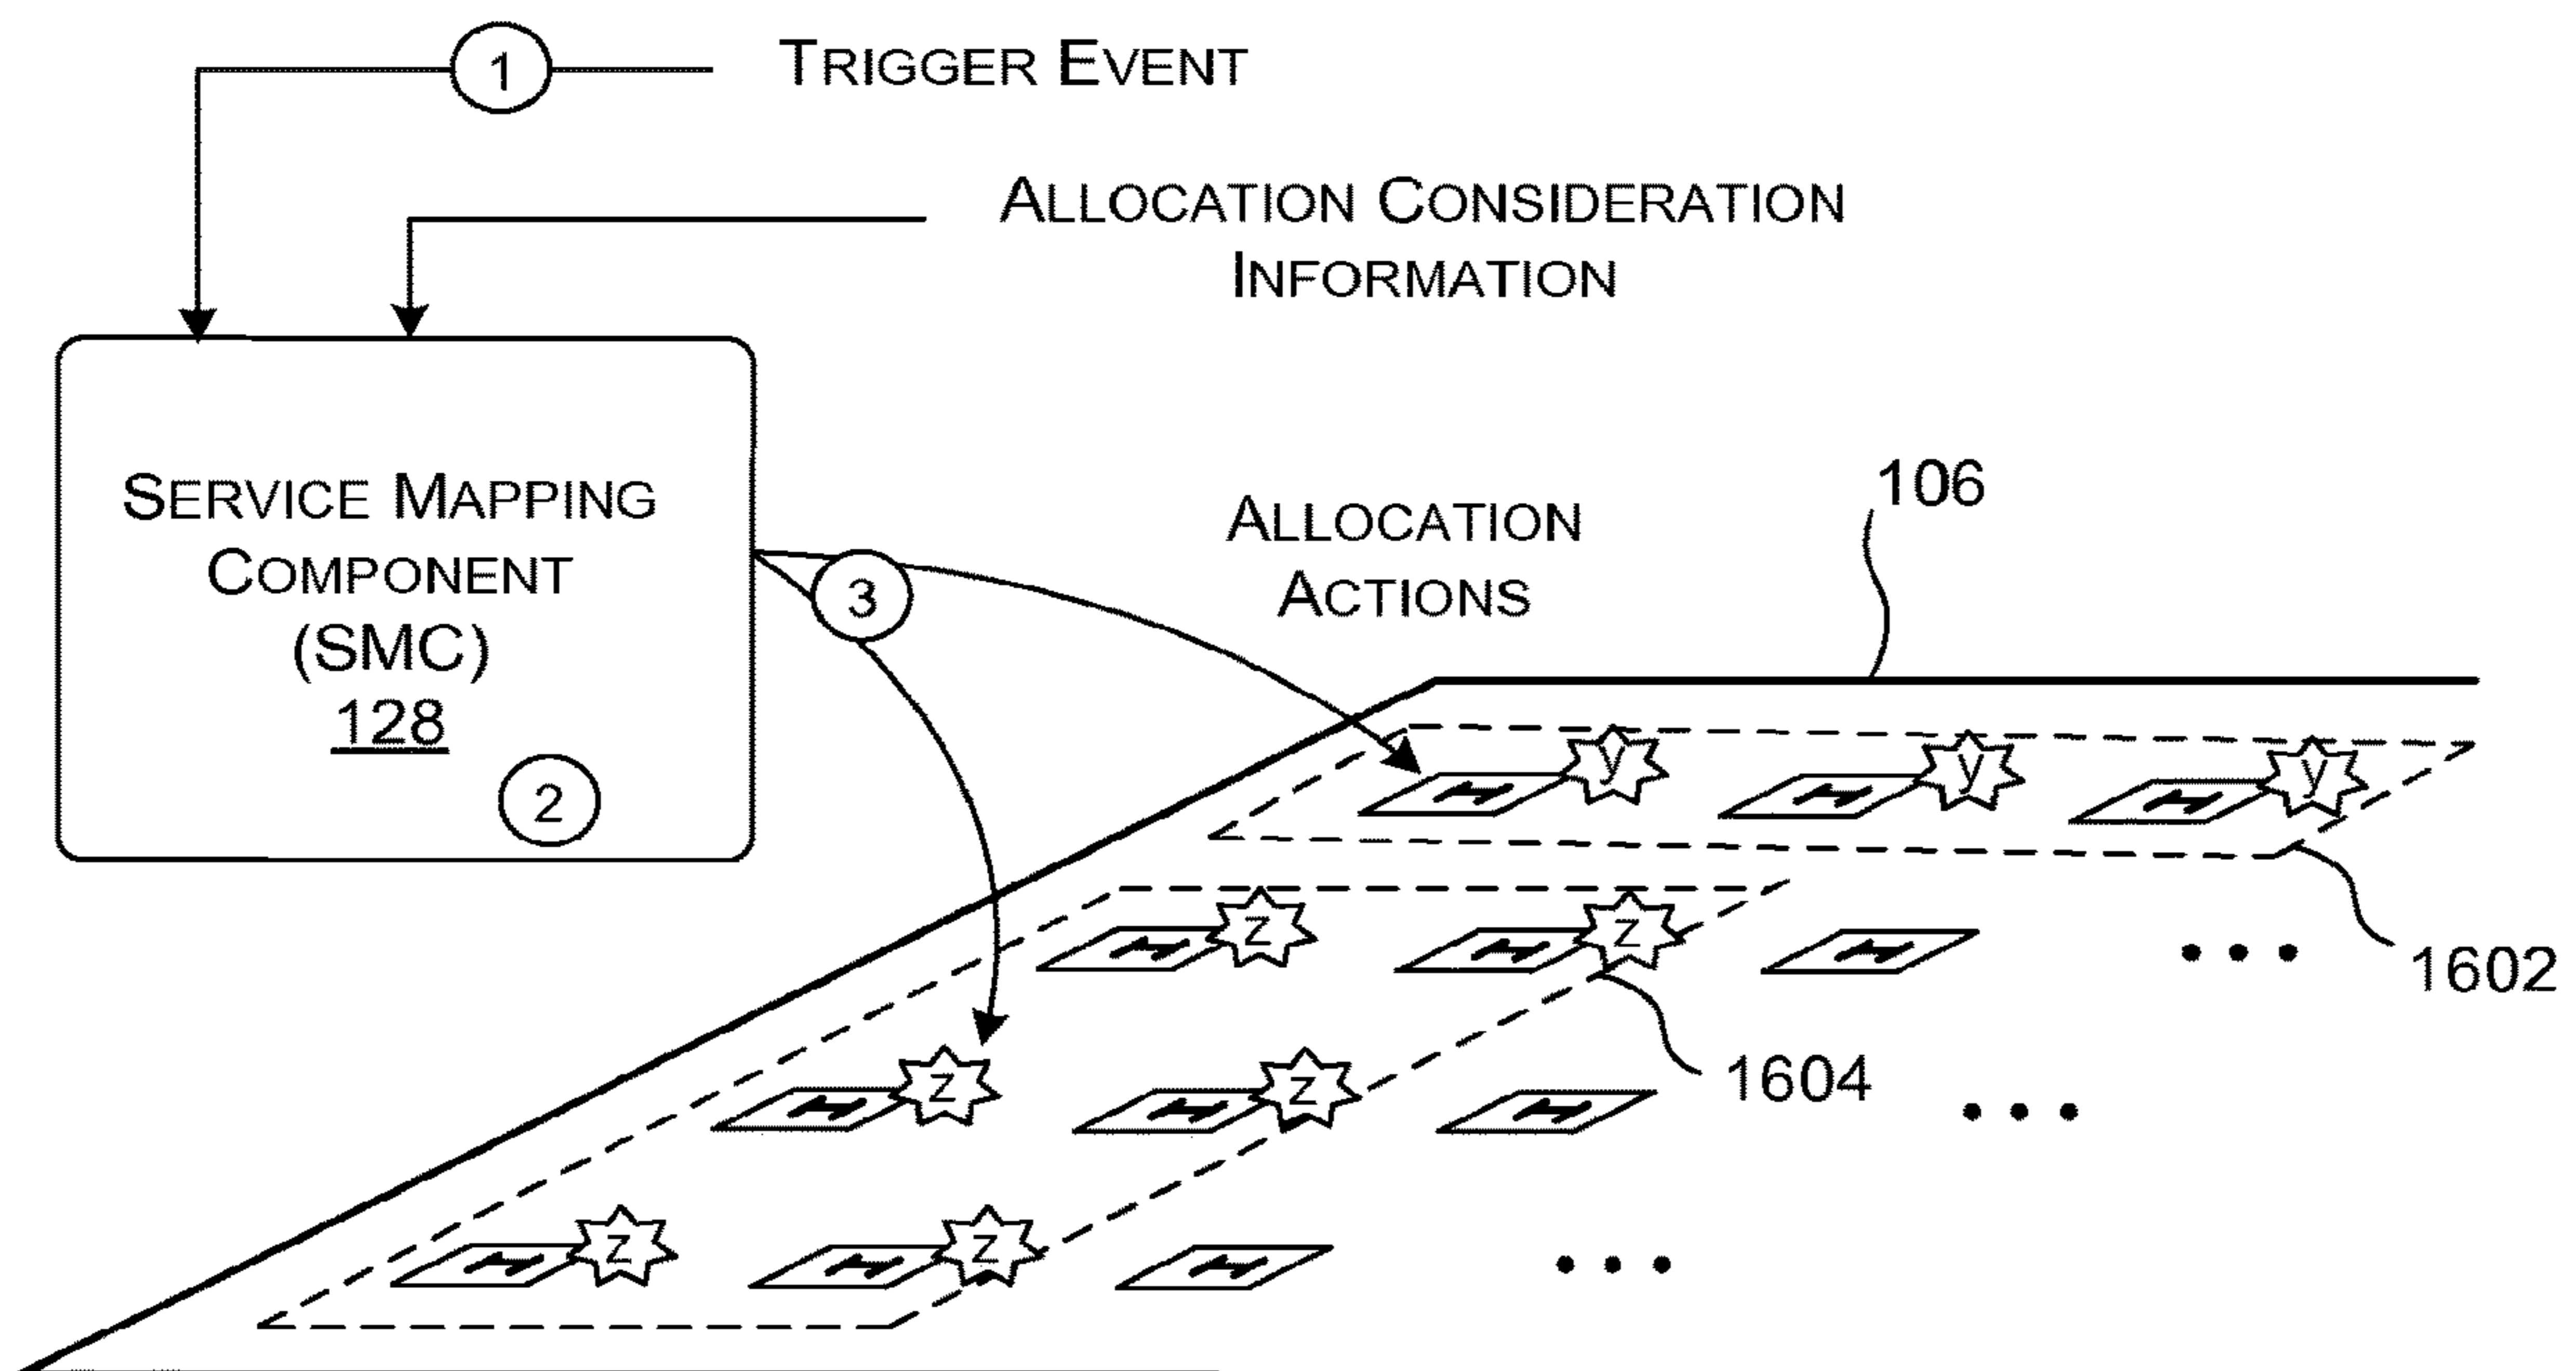 1
TRIGGER EVENT
ALLOCATION CONSIDERATION
INFORMATION
SERVICE MAPPING
COMPONENT
(SMC)
128
2
3
ALLOCATION
ACTIONS
106
H y H y H y
1602
H z H z H
1604
H z H z H
H z H z H